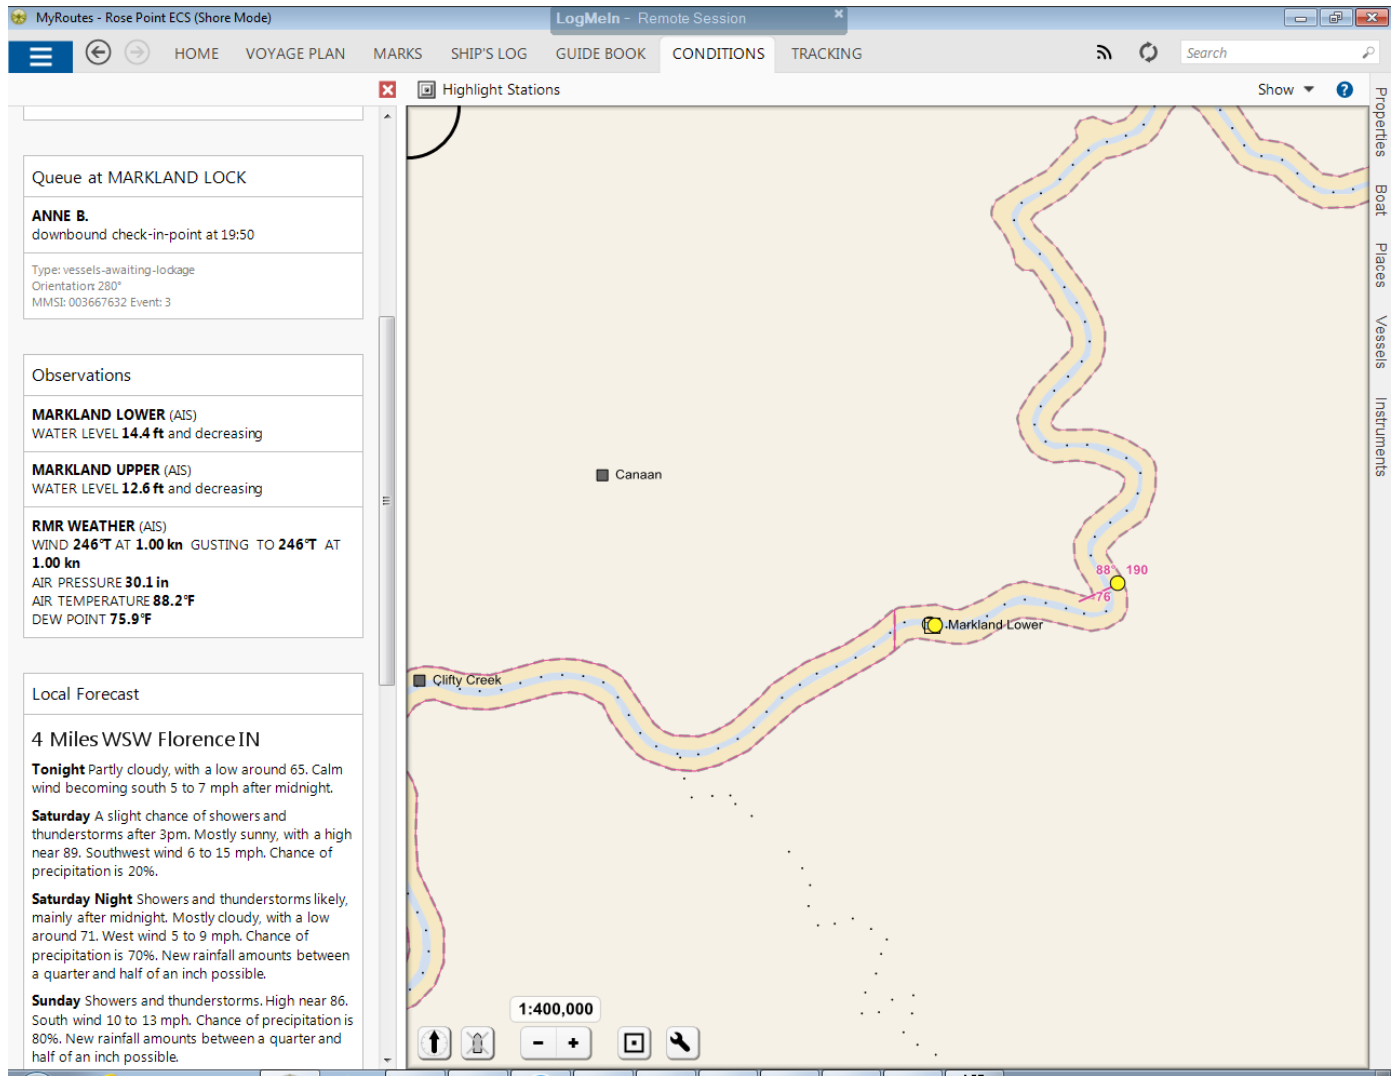 MyRoutes - Rose Point ECS (Shore Mode)
LogMeIn - Remote Session
HOME
VOYAGE PLAN
MARKS
SHIP'S LOG
GUIDE BOOK
CONDITIONS
TRACKING
Search
Highlight Stations
Show
Properties
Boat
Places
Vessels
Instruments
Queue at MARKLAND LOCK
ANNE B.
downbound check-in-point at 19:50
Type: vessels-awaiting-lockage
Orientation: 280°
MMSI: 003667632 Event: 3
Observations
MARKLAND LOWER (AIS)
WATER LEVEL 14.4 ft and decreasing
MARKLAND UPPER (AIS)
WATER LEVEL 12.6 ft and decreasing
RMR WEATHER (AIS)
WIND 246°T AT 1.00 kn GUSTING TO 246°T AT
1.00 kn
AIR PRESSURE 30.1 in
AIR TEMPERATURE 88.2°F
DEW POINT 75.9°F
Local Forecast
4 Miles WSW Florence IN
Tonight Partly cloudy, with a low around 65. Calm
wind becoming south 5 to 7 mph after midnight.
Saturday A slight chance of showers and
thunderstorms after 3pm. Mostly sunny, with a high
near 89. Southwest wind 6 to 15 mph. Chance of
precipitation is 20%.
Saturday Night Showers and thunderstorms likely,
mainly after midnight. Mostly cloudy, with a low
around 71. West wind 5 to 9 mph. Chance of
precipitation is 70%. New rainfall amounts between
a quarter and half of an inch possible.
Sunday Showers and thunderstorms. High near 86.
South wind 10 to 13 mph. Chance of precipitation is
80%. New rainfall amounts between a quarter and
half of an inch possible.
Canaan
88° 190
76
Markland Lower
Clifty Creek
1:400,000